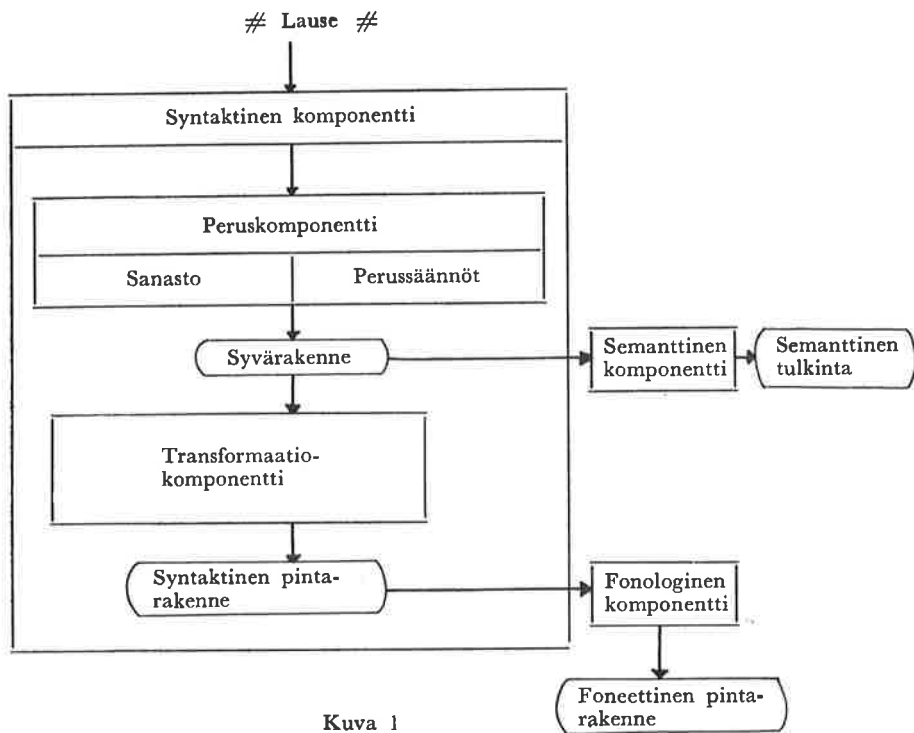 # Lause #
Syntaktinen komponentti
Peruskomponentti
Sanasto
Perussäännöt
Syvärakenne
Semanttinen
komponentti
Semanttinen
tulkinta
Transformaatio-
komponentti
Syntaktinen pinta-
rakenne
Fonologinen
komponentti
Foneettinen pinta-
rakenne
Kuva 1